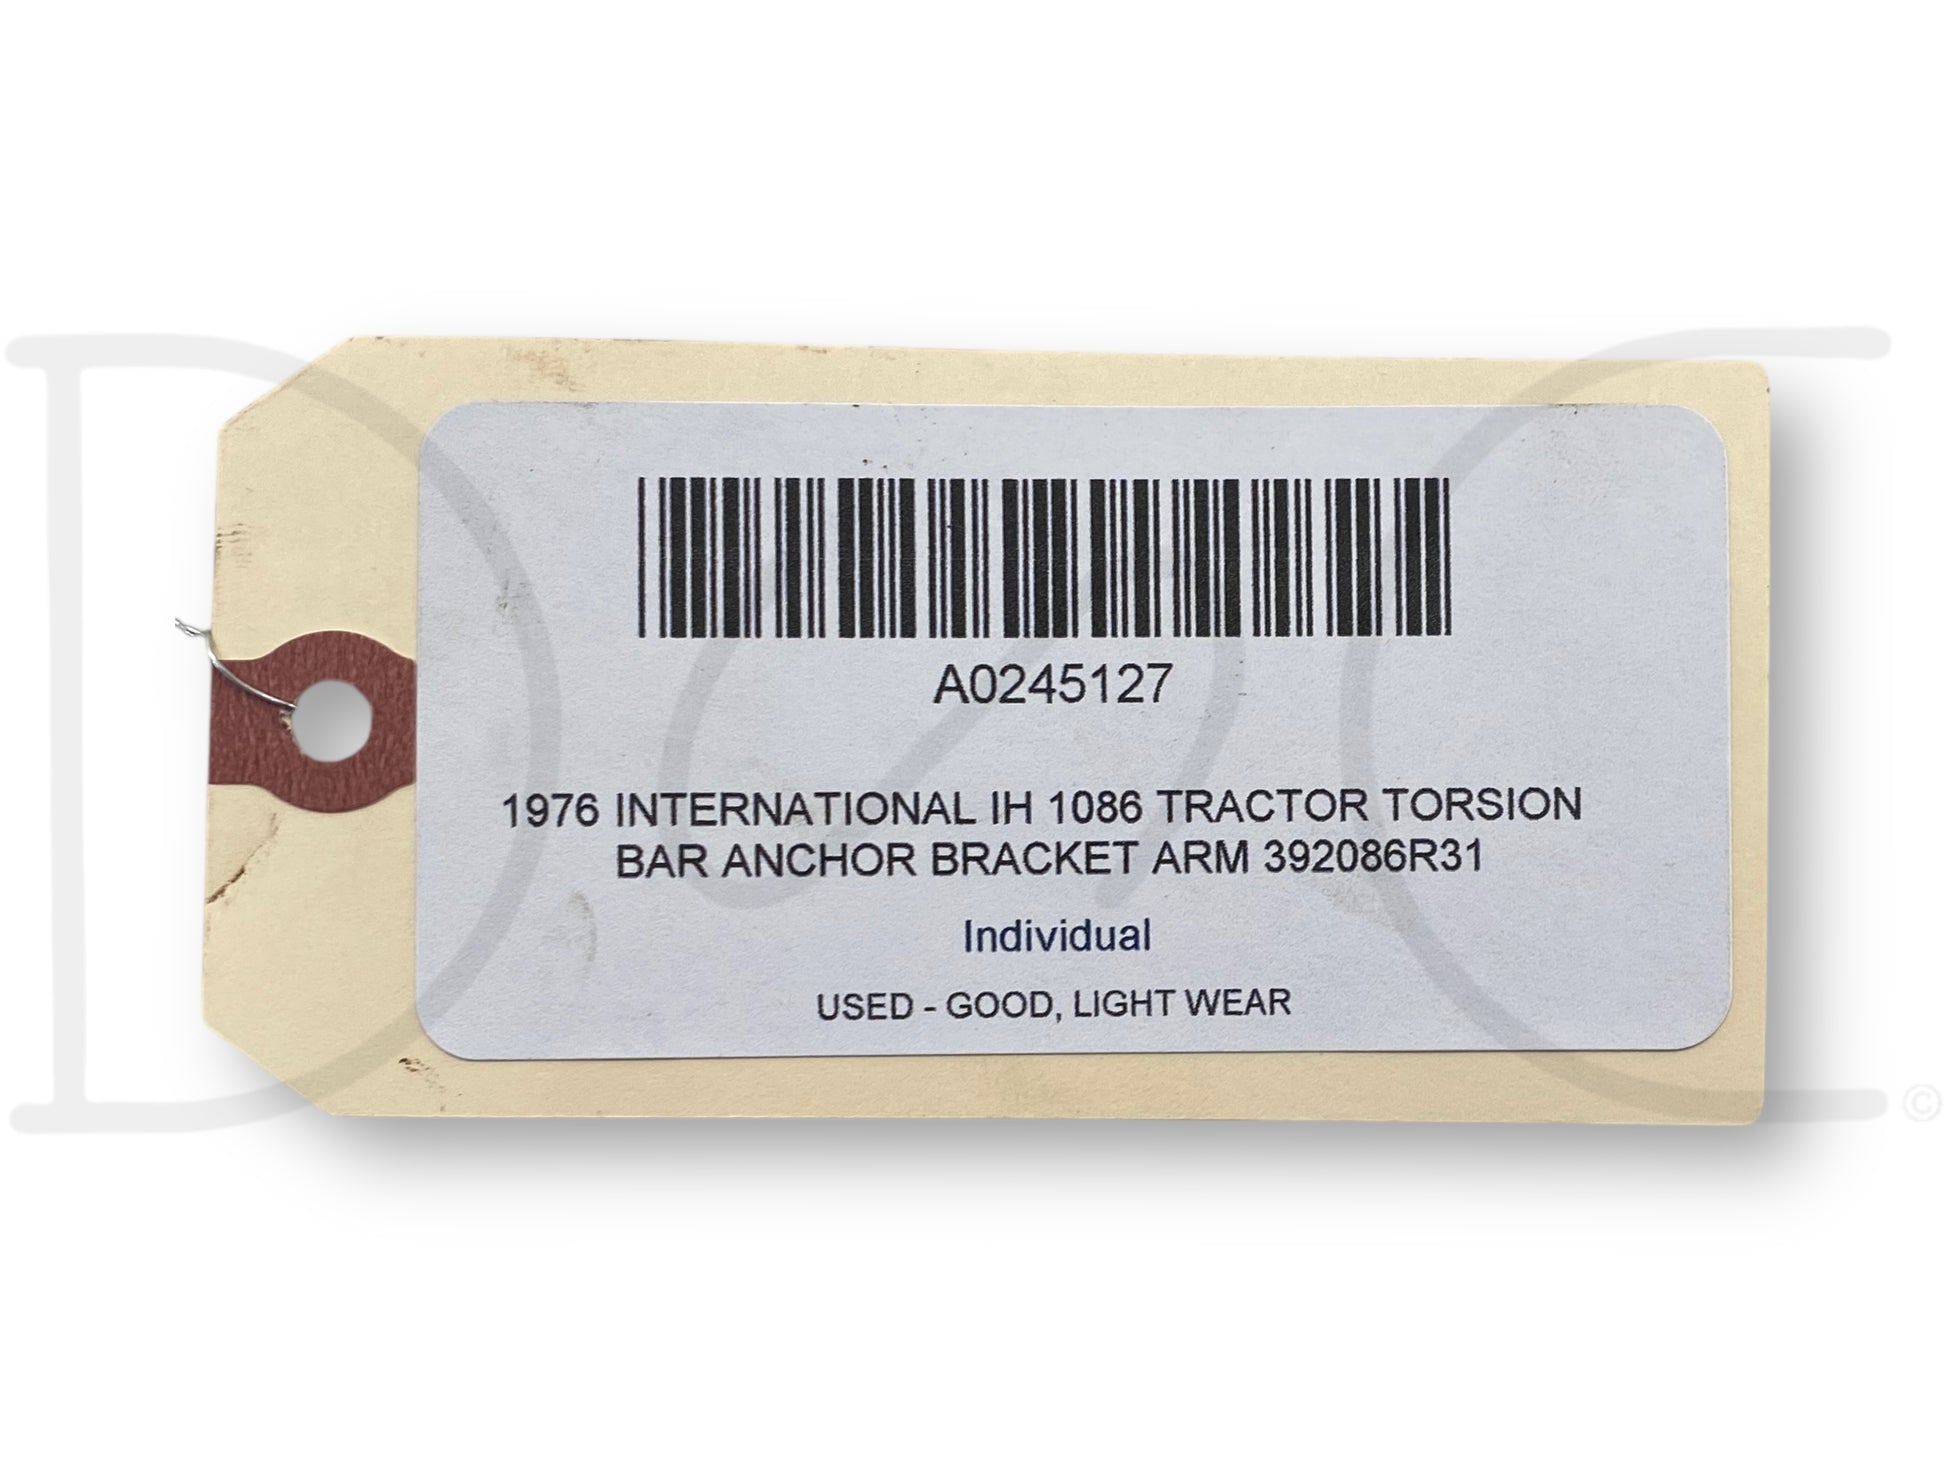 A0245127
1976 INTERNATIONAL IH 1086 TRACTOR TORSION
BAR ANCHOR BRACKET ARM 392086R31
Individual
USED - GOOD, LIGHT WEAR
©